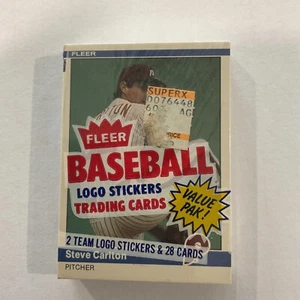 FLEER
SUPERX
0076448
FLEER
BASEBALL
LOGO STICKERS
TRADING CARDS
VALUE
PAK!
2 TEAM LOGO STICKERS & 28 CARDS
Steve Carlton
PITCHER